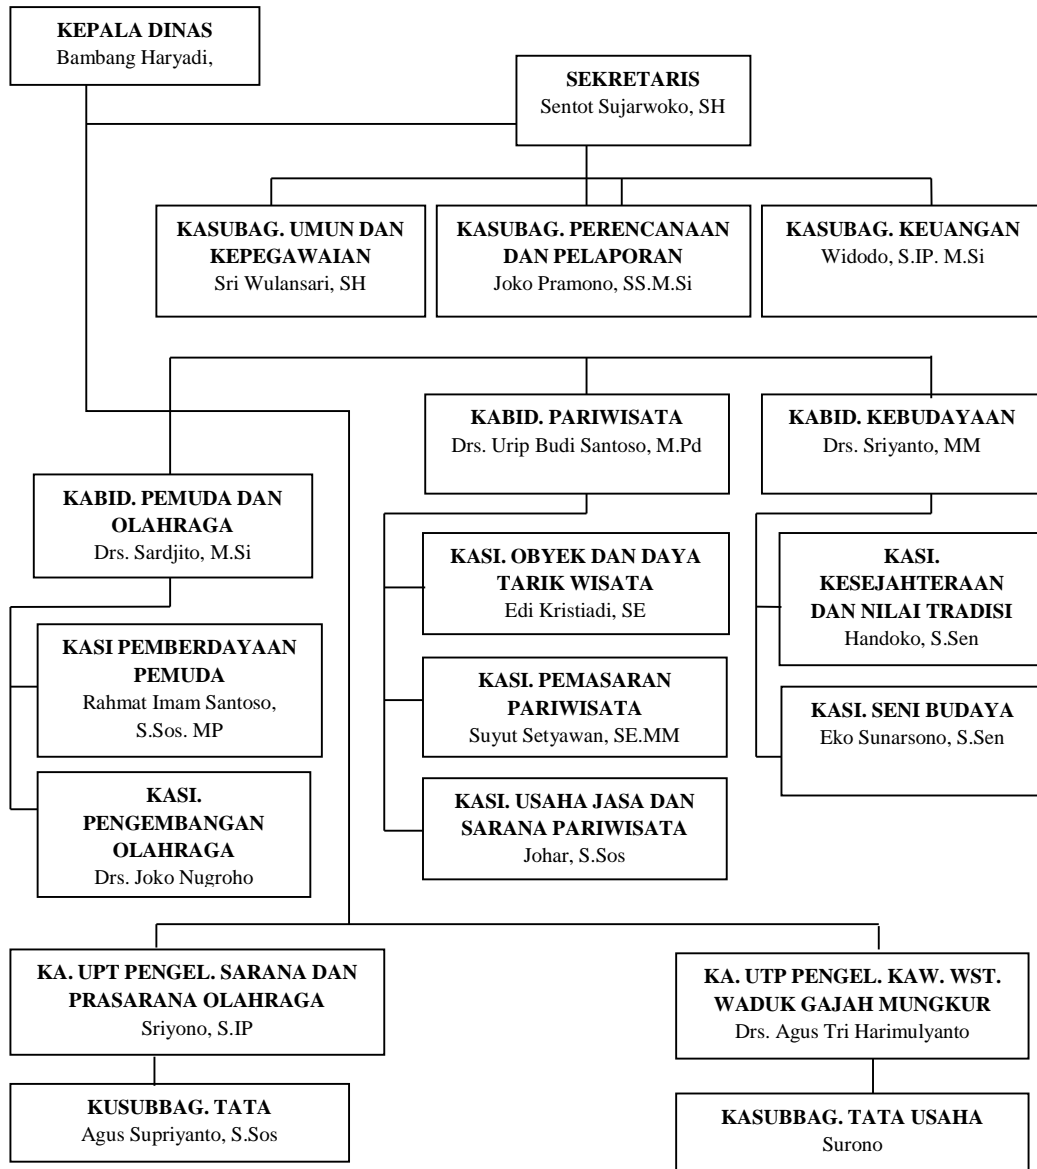 KEPALA DINAS
Bambang Haryadi,
SEKRETARIS
Sentot Sujarwoko, SH
KASUBAG. UMUN DAN
KEPEGAWAIAN
Sri Wulansari, SH
KASUBAG. PERENCANAAN
DAN PELAPORAN
Joko Pramono, SS.M.Si
KASUBAG. KEUANGAN
Widodo, S.IP. M.Si
KABID. PEMUDA DAN
OLAHRAGA
Drs. Sardjito, M.Si
KASI PEMBERDAYAAN
PEMUDA
Rahmat Imam Santoso,
S.Sos. MP
KASI.
PENGEMBANGAN
OLAHRAGA
Drs. Joko Nugroho
KABID. PARIWISATA
Drs. Urip Budi Santoso, M.Pd
KASI. OBYEK DAN DAYA
TARIK WISATA
Edi Kristiadi, SE
KASI. PEMASARAN
PARIWISATA
Suyut Setyawan, SE.MM
KASI. USAHA JASA DAN
SARANA PARIWISATA
Johar, S.Sos
KABID. KEBUDAYAAN
Drs. Sriyanto, MM
KASI.
KESEJAHTERAAN
DAN NILAI TRADISI
Handoko, S.Sen
KASI. SENI BUDAYA
Eko Sunarsono, S.Sen
KA. UPT PENGEL. SARANA DAN
PRASARANA OLAHRAGA
Sriyono, S.IP
KUSUBBAG. TATA
Agus Supriyanto, S.Sos
KA. UTP PENGEL. KAW. WST.
WADUK GAJAH MUNGKUR
Drs. Agus Tri Harimulyanto
KASUBBAG. TATA USAHA
Surono